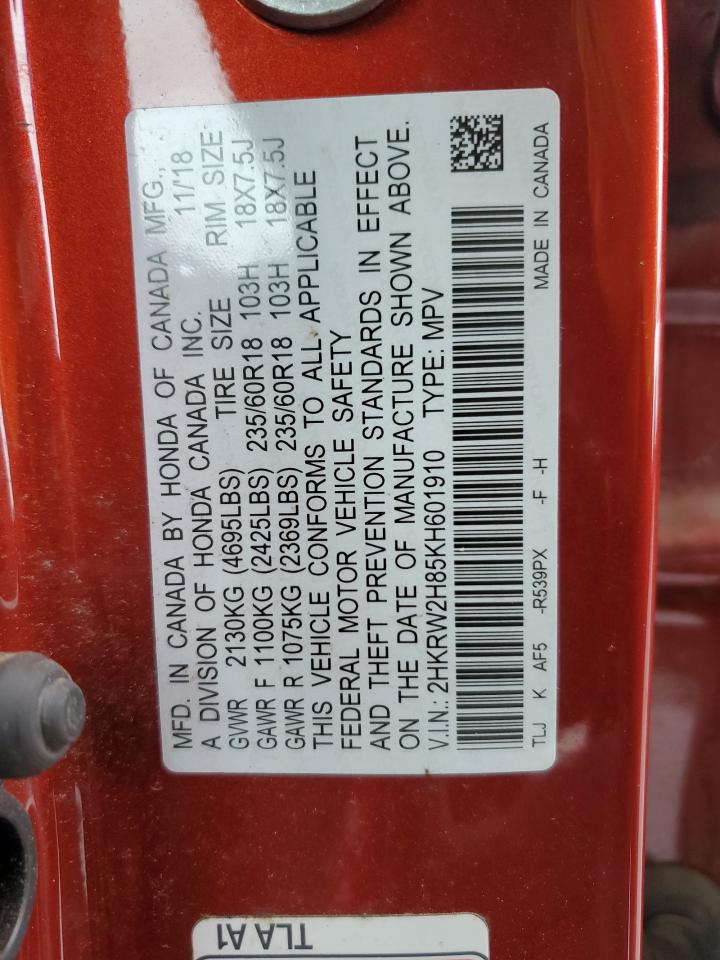 MFD. IN CANADA BY HONDA OF CANADA MFG.,
A DIVISION OF HONDA CANADA INC. 11/'18
GVWR 2130KG (4695LBS) TIRE SIZE RIM SIZE
GAWR F 1100KG (2425LBS) 235/60R18 103H 18X7.5J
GAWR R 1075KG (2369LBS) 235/60R18 103H 18X7.5J
THIS VEHICLE CONFORMS TO ALL APPLICABLE
FEDERAL MOTOR VEHICLE SAFETY
AND THEFT PREVENTION STANDARDS IN EFFECT
ON THE DATE OF MANUFACTURE SHOWN ABOVE.
V.I.N.: 2HKRW2H85KH601910 TYPE: MPV
TLJ K AF5 -R539PX -F -H MADE IN CANADA
TLA A1